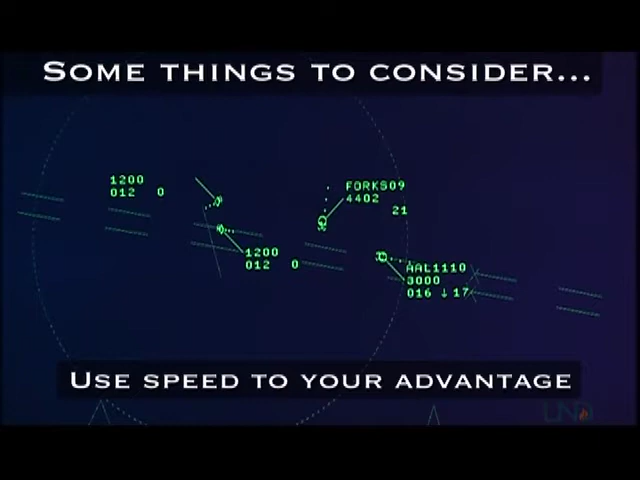 SOME THINGS TO CONSIDER...
1200
012 0
FORKS09
4402
21
1200
012 0
AAL1110
3000
016 ↓ 17
USE SPEED TO YOUR ADVANTAGE
UND